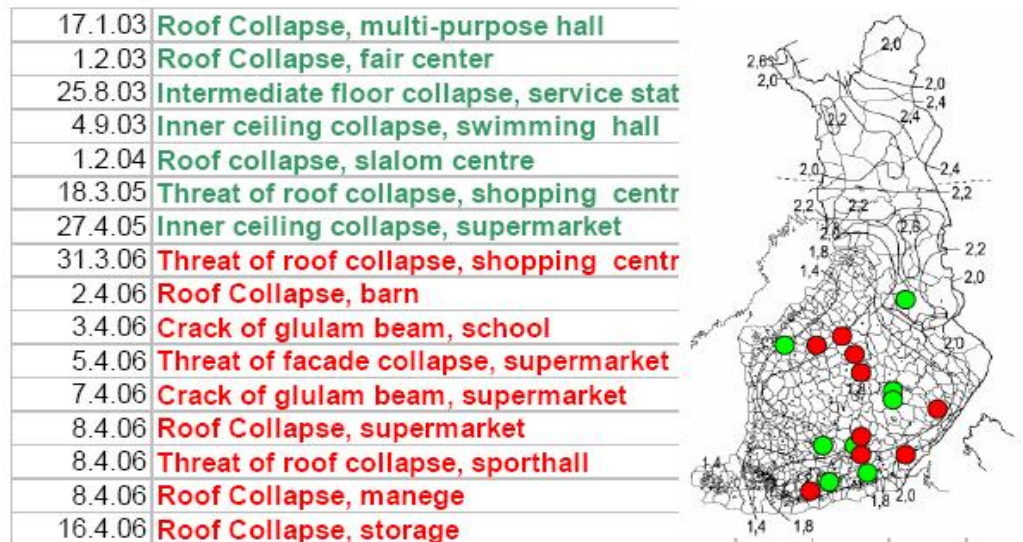 17.1.03 Roof Collapse, multi-purpose hall
1.2.03 Roof Collapse, fair center
25.8.03 Intermediate floor collapse, service stat
4.9.03 Inner ceiling collapse, swimming hall
1.2.04 Roof collapse, slalom centre
18.3.05 Threat of roof collapse, shopping centr
27.4.05 Inner ceiling collapse, supermarket
31.3.06 Threat of roof collapse, shopping centr
2.4.06 Roof Collapse, barn
3.4.06 Crack of glulam beam, school
5.4.06 Threat of facade collapse, supermarket
7.4.06 Crack of glulam beam, supermarket
8.4.06 Roof Collapse, supermarket
8.4.06 Threat of roof collapse, sporthall
8.4.06 Roof Collapse, manege
16.4.06 Roof Collapse, storage
2,0
2,0
2,0
2,4
2,2
2,4
2,0
2,4
2,2
2,2
2,2
2,6
1,8
2,2
1,4
2,0
2,0
1,4
1,8
2,0
1,4
1,8